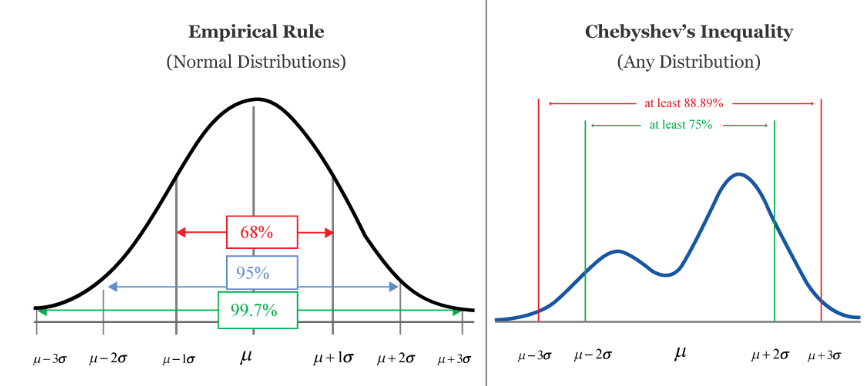 Empirical Rule
(Normal Distributions)
68%
95%
99.7%
μ−3σ μ−2σ μ−1σ μ μ+1σ μ+2σ μ+3σ
Chebyshev’s Inequality
(Any Distribution)
at least 88.89%
at least 75%
μ−3σ μ−2σ μ μ+2σ μ+3σ